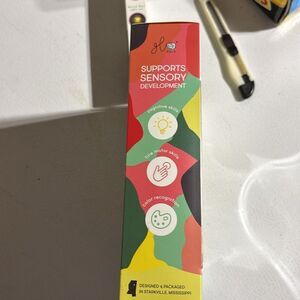 SUPPORTS
SENSORY
DEVELOPMENT
cognitive skills
fine motor skills
color recognition
DESIGNED & PACKAGED
IN STARKVILLE, MISSISSIPPI